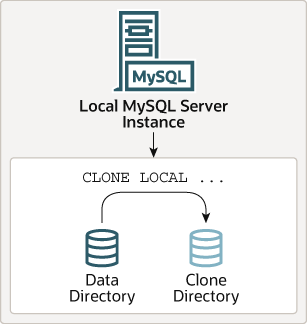 MySQL
Local MySQL Server
Instance
CLONE LOCAL ...
Data
Directory
Clone
Directory